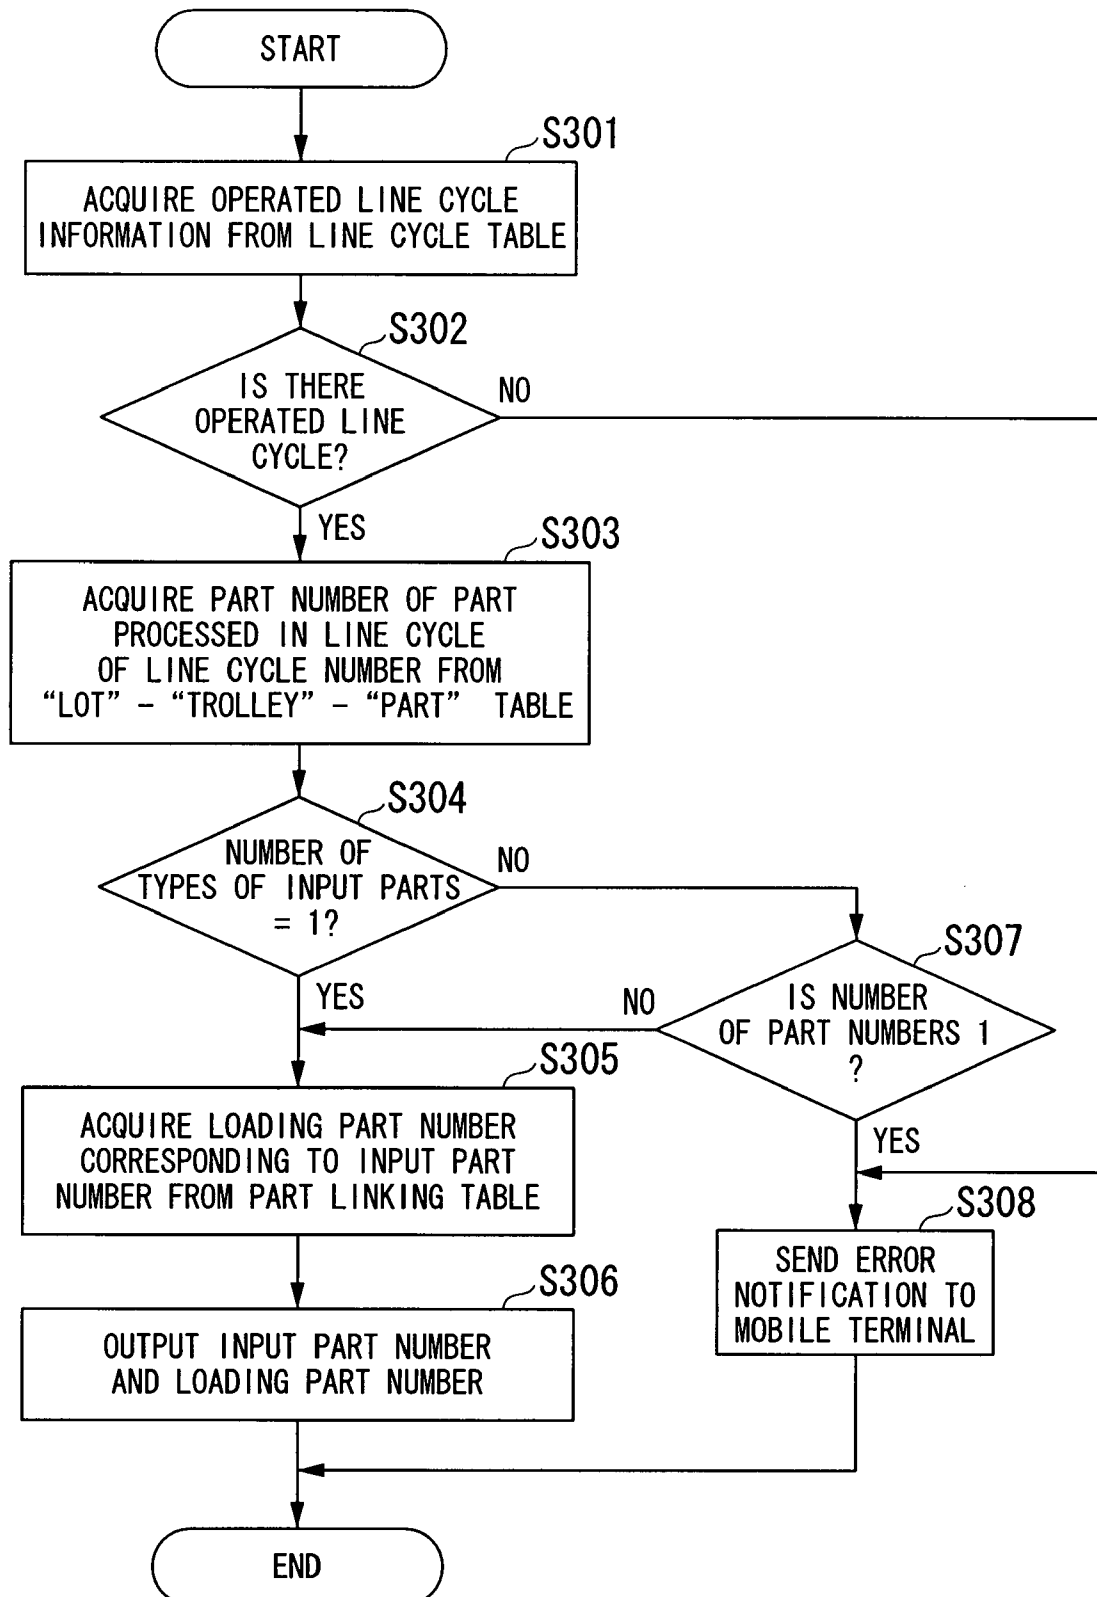 START
S301
ACQUIRE OPERATED LINE CYCLE
INFORMATION FROM LINE CYCLE TABLE
S302
IS THERE
OPERATED LINE
CYCLE?
NO
YES
S303
ACQUIRE PART NUMBER OF PART
PROCESSED IN LINE CYCLE
OF LINE CYCLE NUMBER FROM
“LOT” - “TROLLEY” - “PART” TABLE
S304
NUMBER OF
TYPES OF INPUT PARTS
= 1?
NO
YES
S307
IS NUMBER
OF PART NUMBERS 1
?
NO
YES
S305
ACQUIRE LOADING PART NUMBER
CORRESPONDING TO INPUT PART
NUMBER FROM PART LINKING TABLE
S308
SEND ERROR
NOTIFICATION TO
MOBILE TERMINAL
S306
OUTPUT INPUT PART NUMBER
AND LOADING PART NUMBER
END